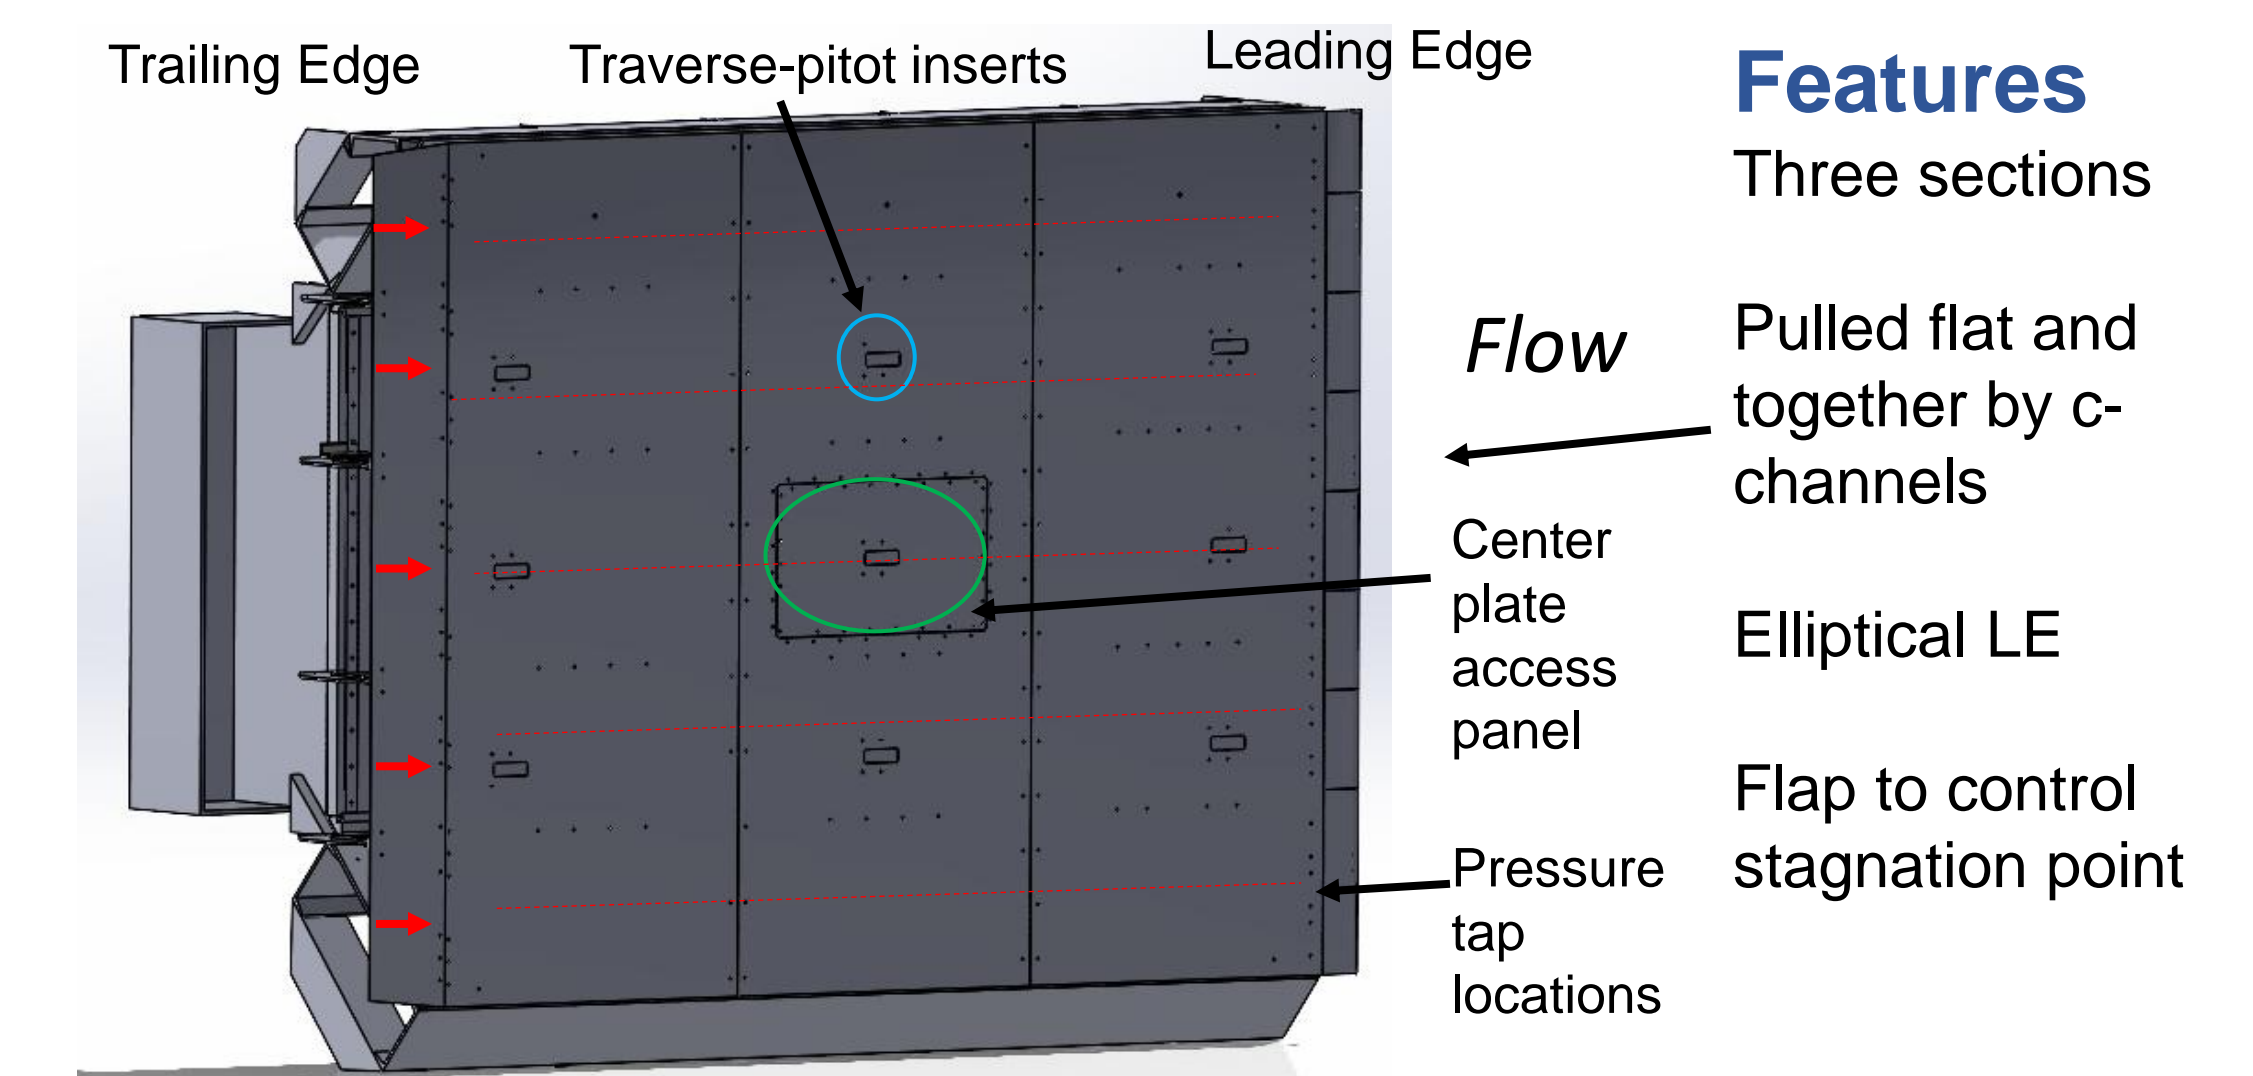 Trailing Edge
Traverse-pitot inserts
Leading Edge
Features
Three sections
Flow
Pulled flat and
together by c-
channels
Center
plate
access
panel
Elliptical LE
Flap to control
stagnation point
Pressure
tap
locations